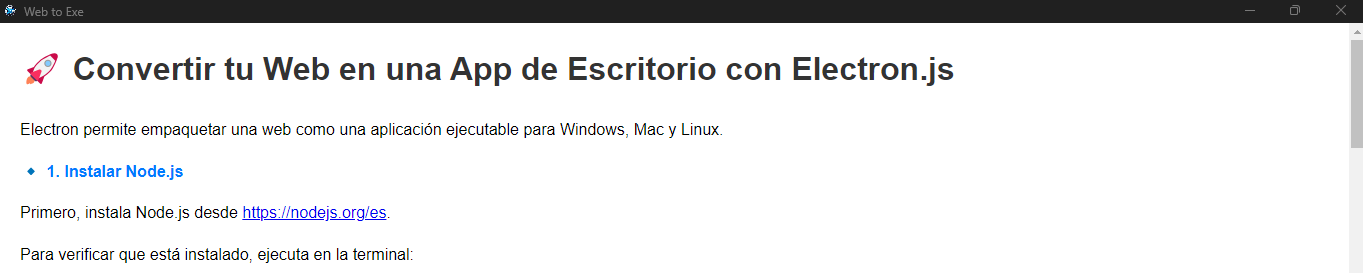 Web to Exe
🚀 Convertir tu Web en una App de Escritorio con Electron.js
Electron permite empaquetar una web como una aplicación ejecutable para Windows, Mac y Linux.
🔹 1. Instalar Node.js
Primero, instala Node.js desde https://nodejs.org/es.
Para verificar que está instalado, ejecuta en la terminal: